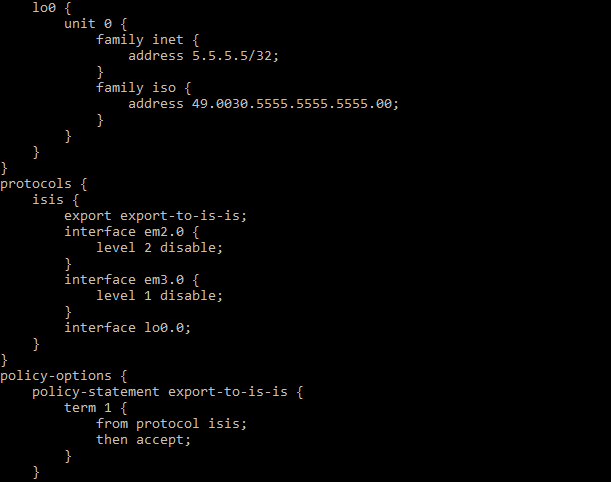 lo0 {
unit 0 {
family inet {
address 5.5.5.5/32;
}
family iso {
address 49.0030.5555.5555.5555.00;
}
}
}
}
protocols {
isis {
export export-to-is-is;
interface em2.0 {
level 2 disable;
}
interface em3.0 {
level 1 disable;
}
interface lo0.0;
}
}
policy-options {
policy-statement export-to-is-is {
term 1 {
from protocol isis;
then accept;
}
}